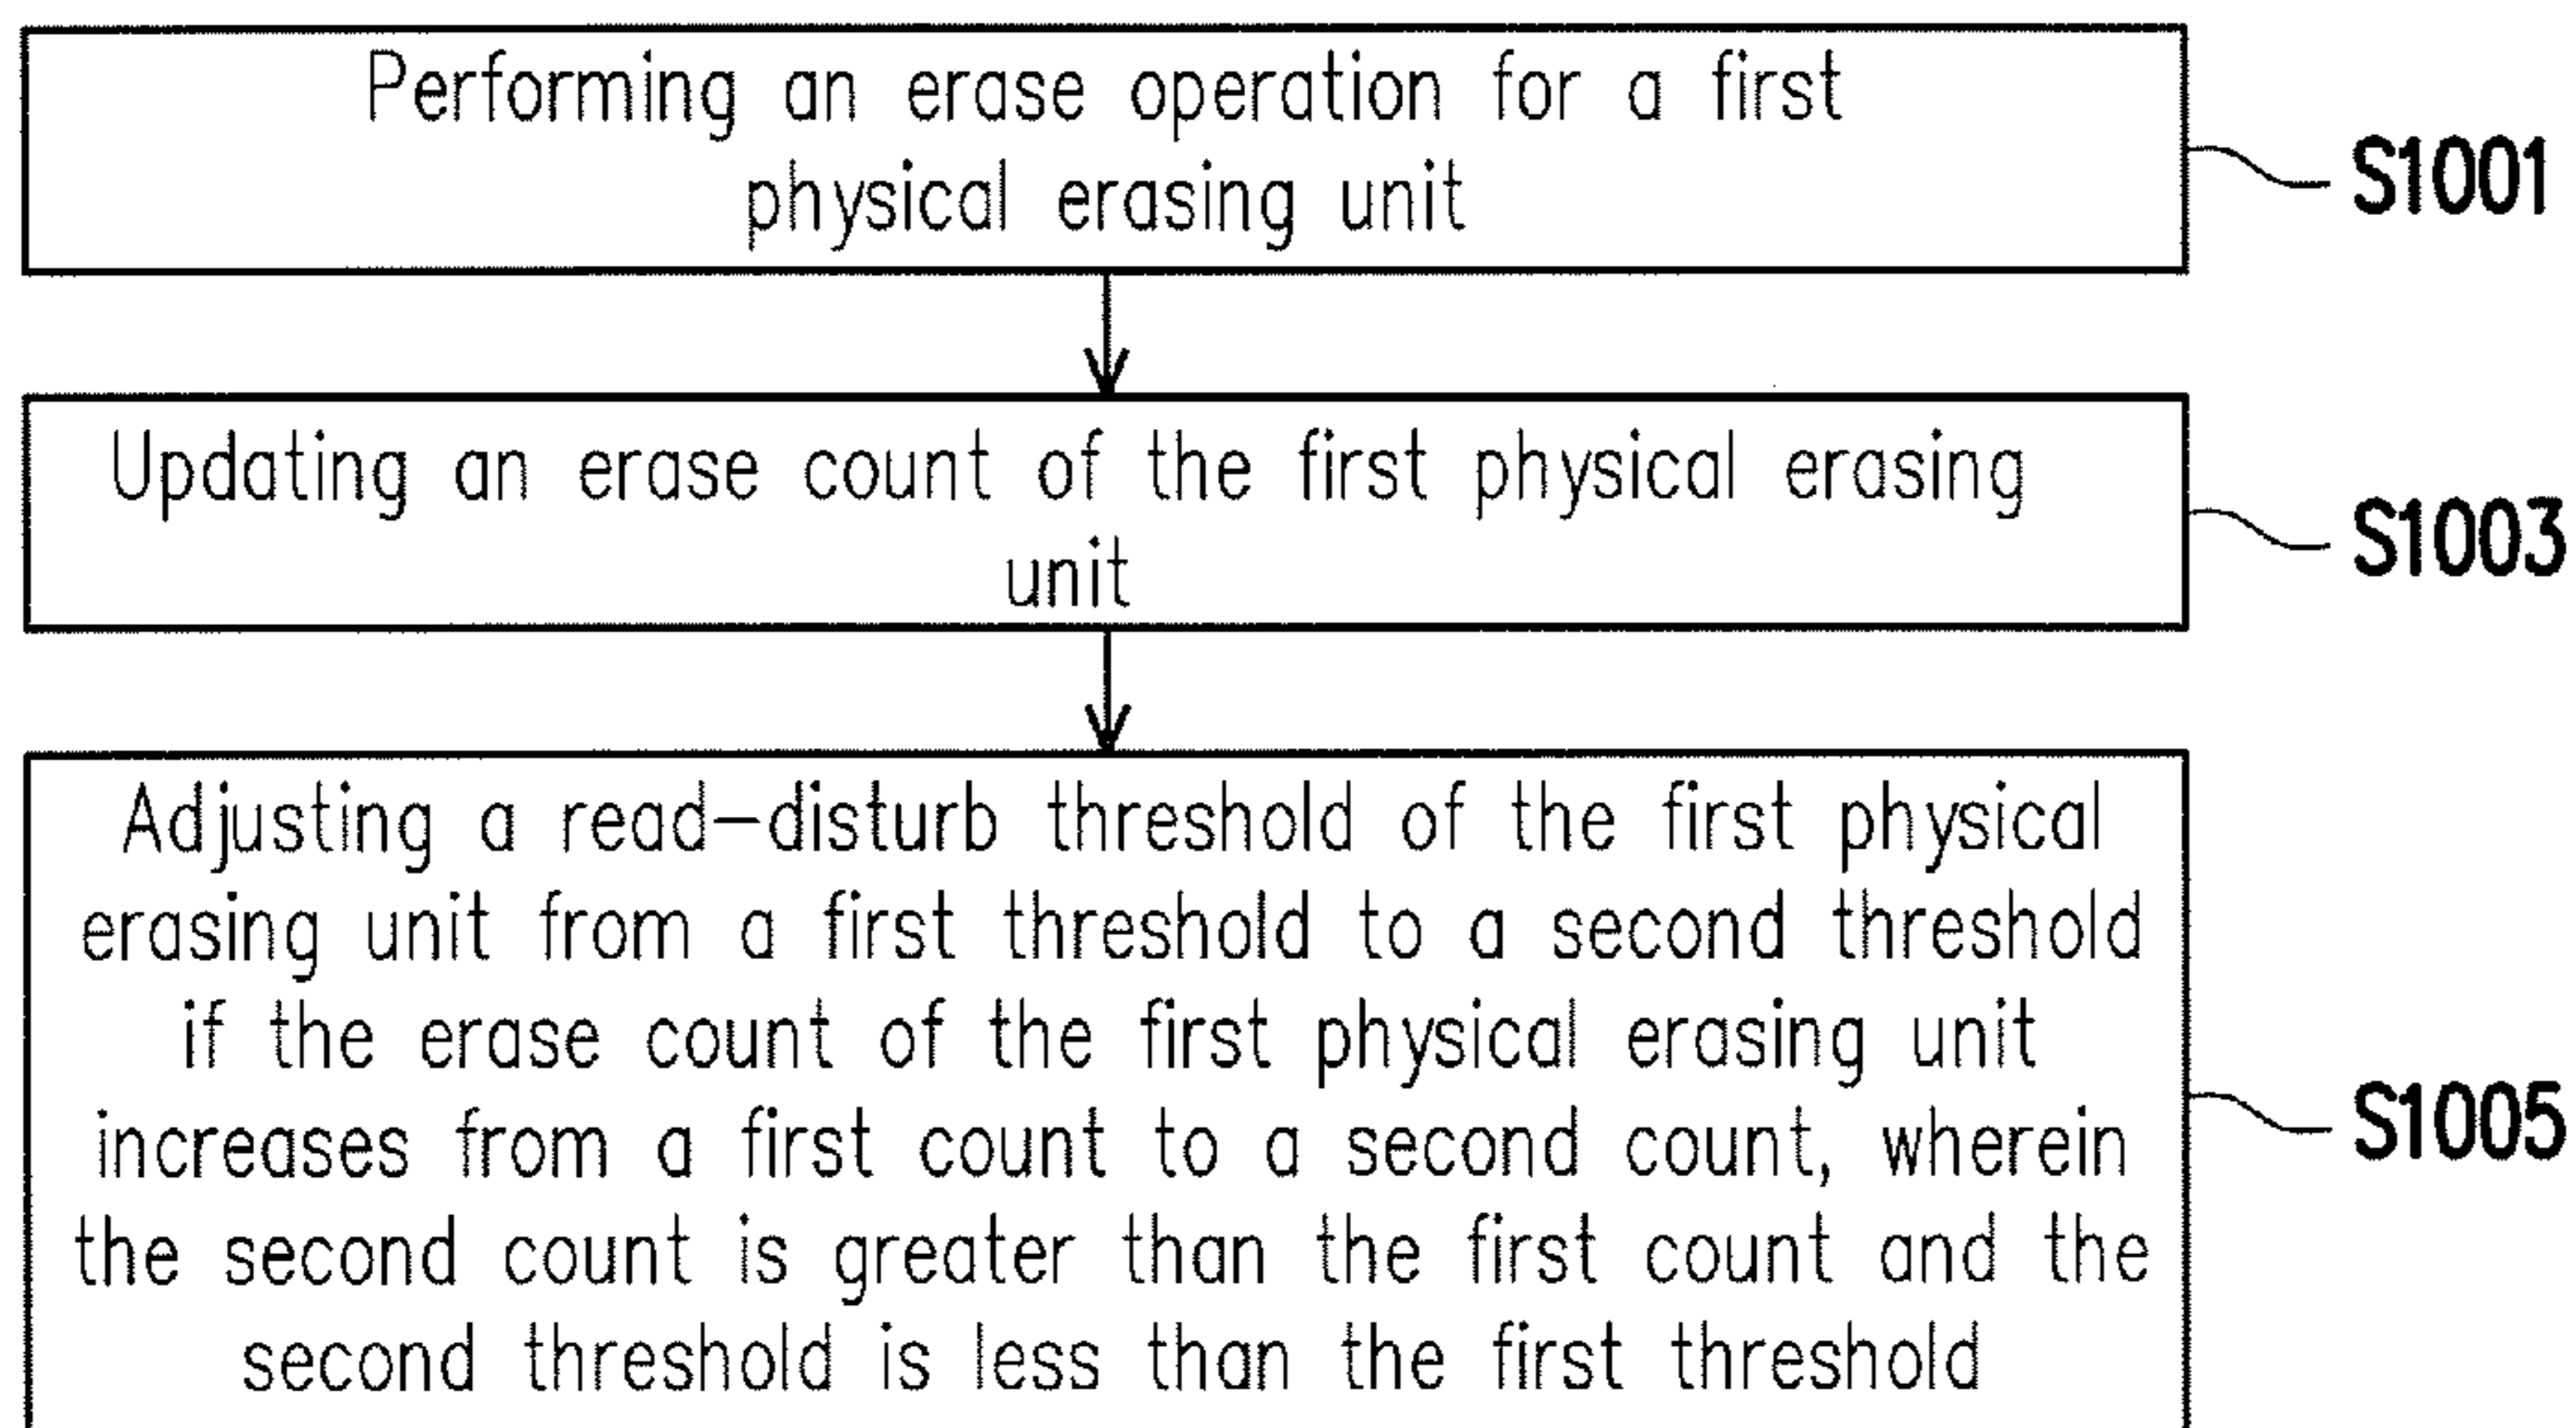 Performing an erase operation for a first
physical erasing unit
S1001
Updating an erase count of the first physical erasing
unit
S1003
Adjusting a read-disturb threshold of the first physical
erasing unit from a first threshold to a second threshold
if the erase count of the first physical erasing unit
increases from a first count to a second count, wherein
the second count is greater than the first count and the
second threshold is less than the first threshold
S1005